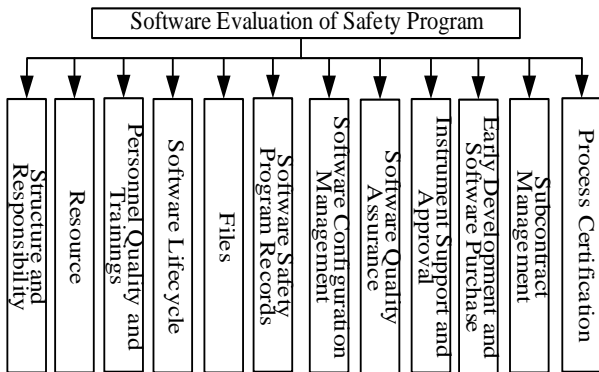 Software Evaluation of Safety Program
Structure and
Responsibility
Resource
Personnel Quality and
Trainings
Software Lifecycle
Files
Software Safety
Program Records
Software Configuration
Management
Software Quality
Assurance
Instrument Support and
Approval
Early Development and
Software Purchase
Subcontract
Management
Process Certification